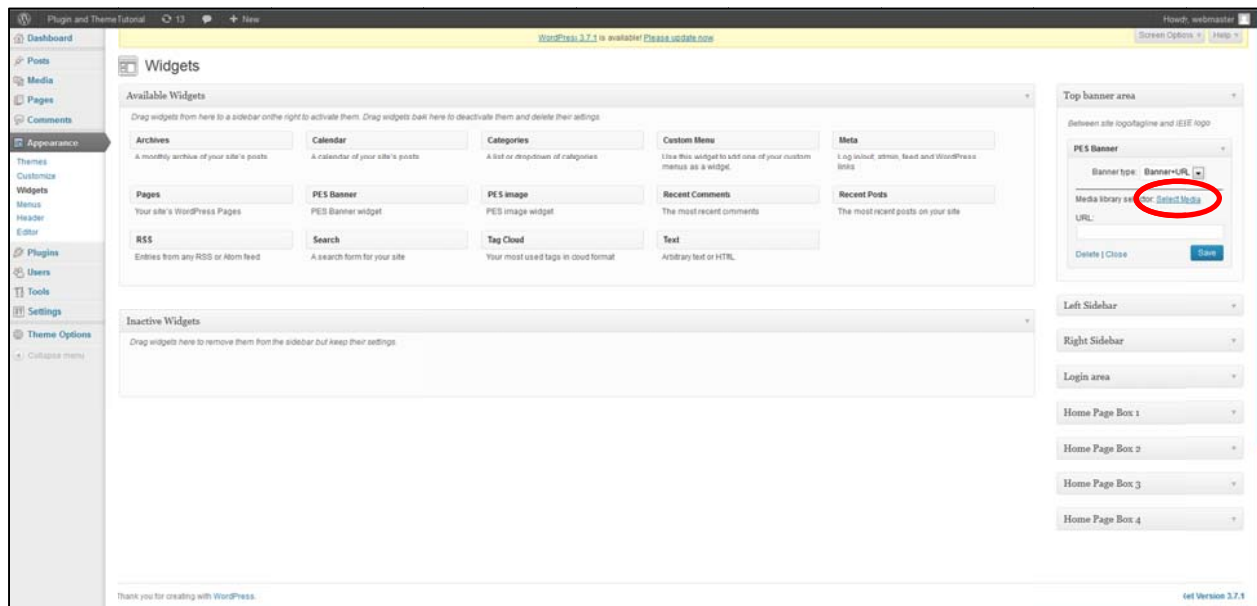 Plugin and ThemeTutorial 13 + New Howdy, webmaster
WordPress 3.7.1 is available! Please update now. Screen Options Help
Dashboard
Posts
Media
Pages
Comments
Appearance
Themes
Customize
Widgets
Menus
Header
Editor
Plugins
Users
Tools
Settings
Theme Options
Collapse menu
Widgets
Available Widgets
Drag widgets from here to a sidebar onthe right to activate them. Drag widgets back here to deactivate them and delete their settings.
Archives Calendar Categories Custom Menu Meta
A monthly archive of your site's posts A calendar of your site's posts A list or dropdown of categories Use this widget to add one of your custom menus as a widget. Log in/out, admin, feed and WordPress links
Pages PES Banner PES image Recent Comments Recent Posts
Your site's WordPress Pages PES Banner widget PES image widget The most recent comments The most recent posts on your site
RSS Search Tag Cloud Text
Entries from any RSS or Atom feed A search form for your site Your most used tags in cloud format Arbitrary text or HTML
Inactive Widgets
Drag widgets here to remove them from the sidebar but keep their settings.
Top banner area
Between site logo/tagline and IEEE logo
PES Banner
Banner type: Banner+URL
Media library selector: Select Media
URL:
Delete | Close Save
Left Sidebar
Right Sidebar
Login area
Home Page Box 1
Home Page Box 2
Home Page Box 3
Home Page Box 4
Thank you for creating with WordPress. Get Version 3.7.1